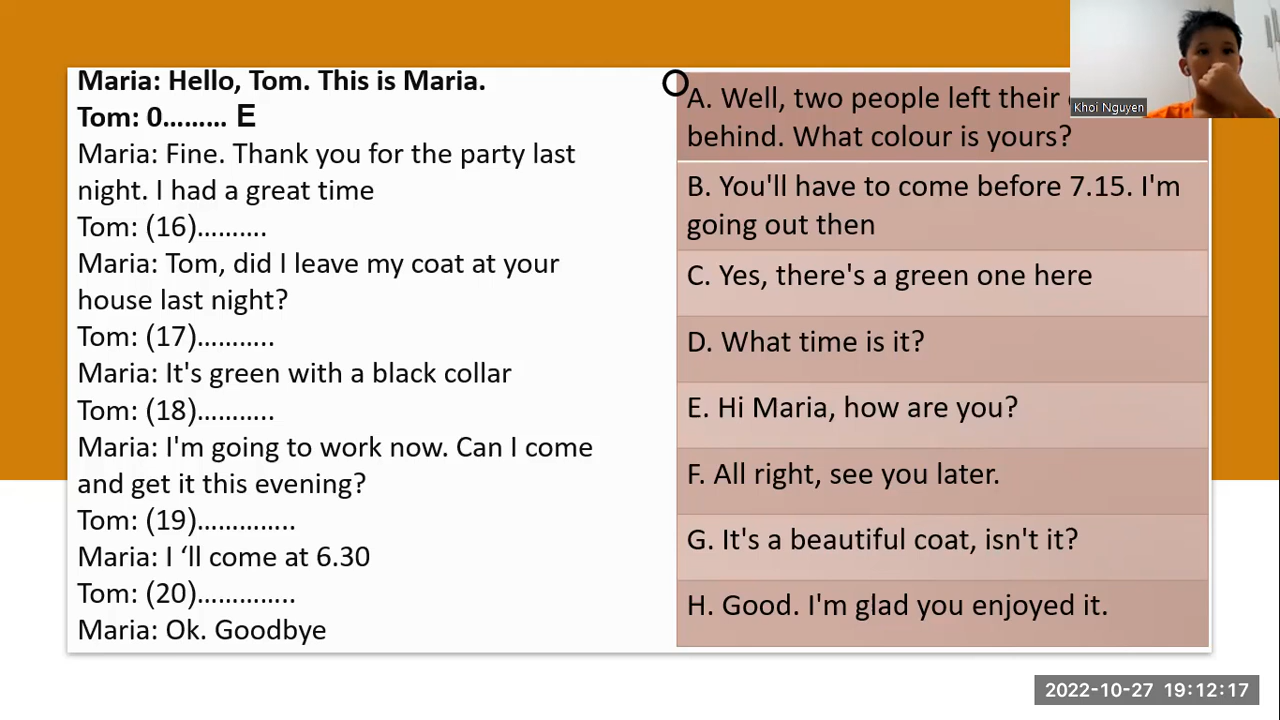 Maria: Hello, Tom. This is Maria.
Tom: 0……… E
Maria: Fine. Thank you for the party last
night. I had a great time
Tom: (16)……….
Maria: Tom, did I leave my coat at your
house last night?
Tom: (17)………..
Maria: It's green with a black collar
Tom: (18)………..
Maria: I'm going to work now. Can I come
and get it this evening?
Tom: (19)…………..
Maria: I ‘ll come at 6.30
Tom: (20)…………..
Maria: Ok. Goodbye
A. Well, two people left their
behind. What colour is yours?
B. You'll have to come before 7.15. I'm
going out then
C. Yes, there's a green one here
D. What time is it?
E. Hi Maria, how are you?
F. All right, see you later.
G. It's a beautiful coat, isn't it?
H. Good. I'm glad you enjoyed it.
Khoi Nguyen
2022-10-27 19:12:17